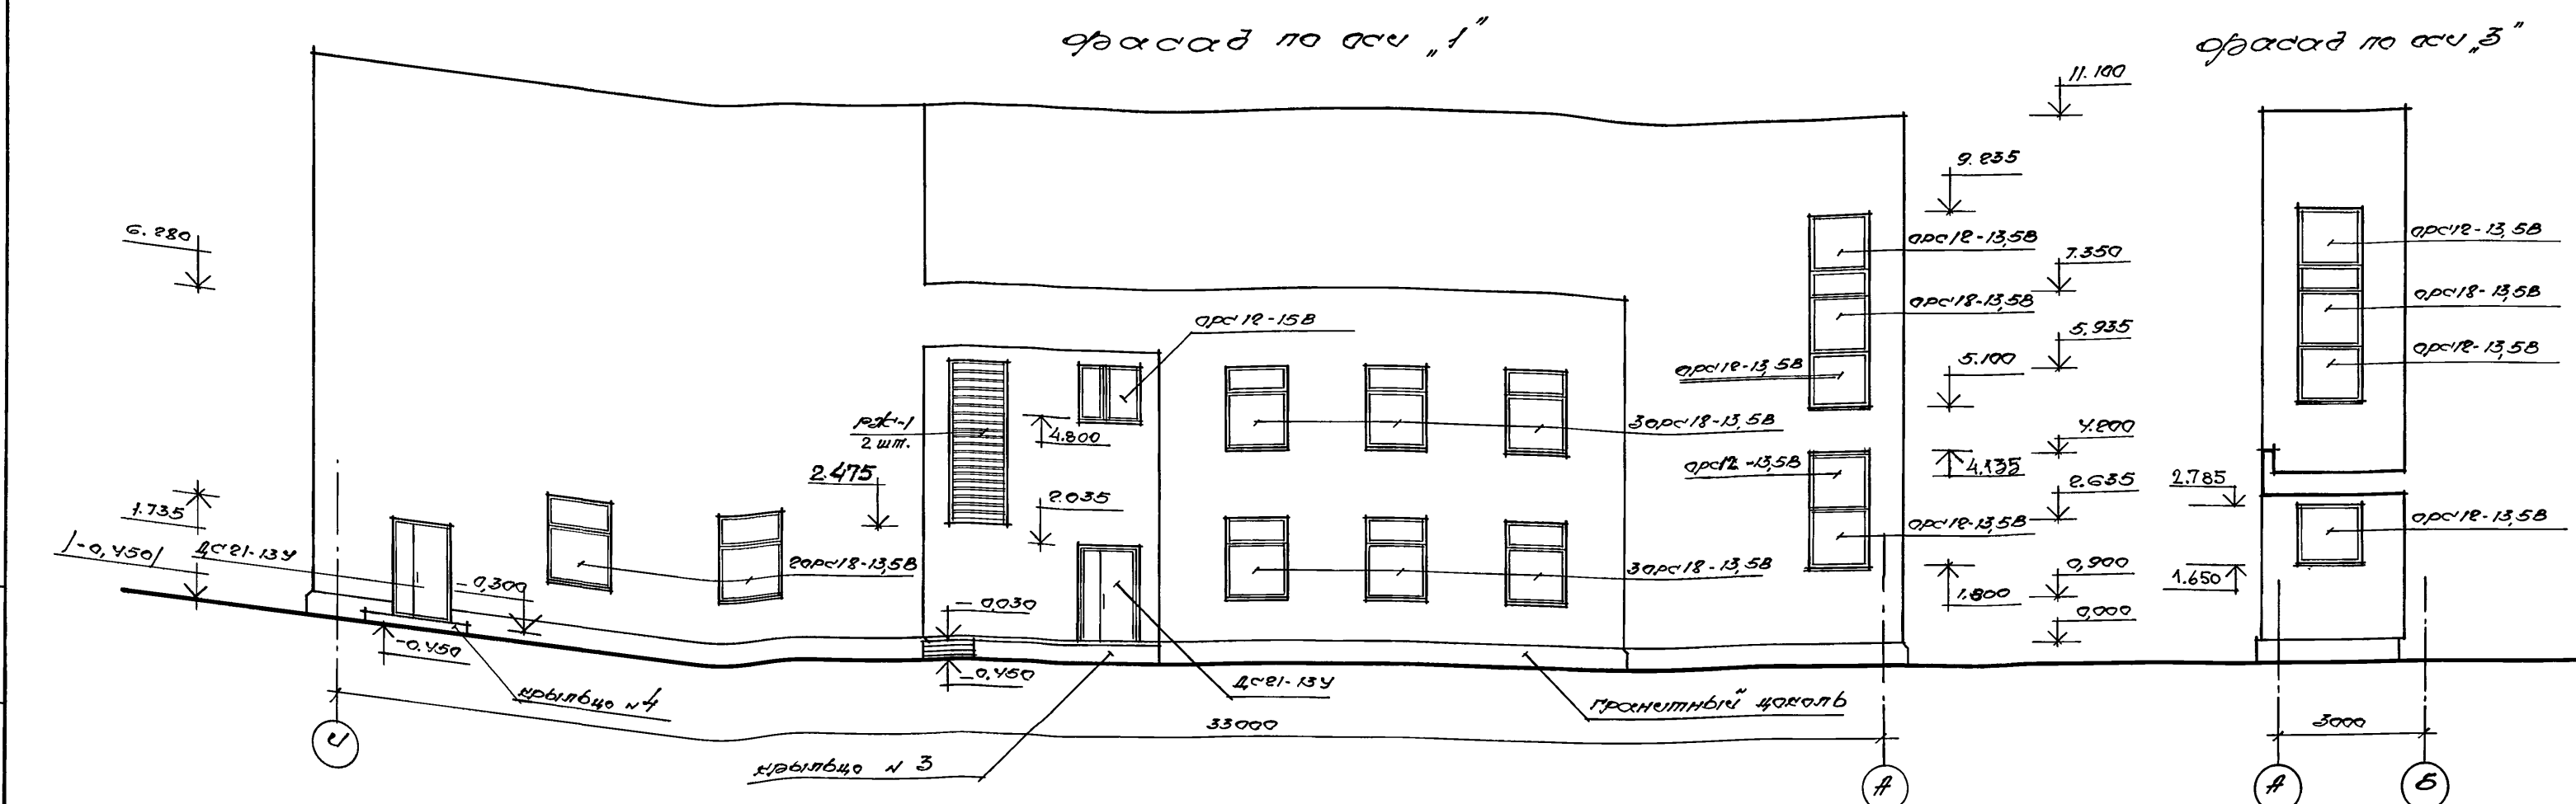 фасад по оси „1”
фасад по оси „3”
11.100
9.235
6.280
орс12-13,5В
орс12-13,5В
7.350
орс18-13,5В
орс18-13,5В
орс12-15В
5.935
5.100
орс12-13,5В
орс12-13,5В
рж-1
2 шт.
4.800
3орс18-13,5В
4.200
2.475
орс12-13,5В
4.135
2.635
2.785
2.035
1.735
орс12-13,5В
орс12-13,5В
/-0,450/
дс21-13У
-0,300
2орс18-13,5В
3орс18-13,5В
0,900
1.650
1.800
-0,030
0,000
-0.450
-0,450
крыльцо №4
дс21-13У
гранитный цоколь
33000
3000
крыльцо № 3
И
А
А
Б